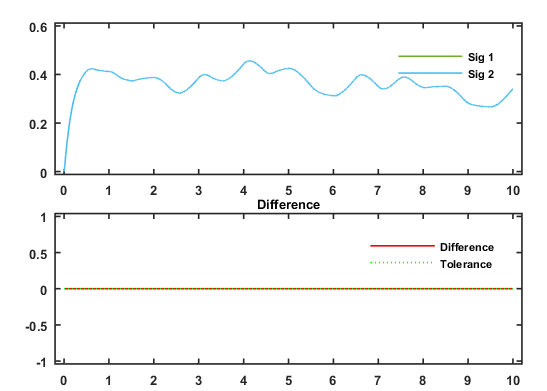 0.6
0.4
0.2
0
Sig 1
Sig 2
0 1 2 3 4 5 6 7 8 9 10
Difference
1
0.5
0
-0.5
-1
Difference
Tolerance
0 1 2 3 4 5 6 7 8 9 10